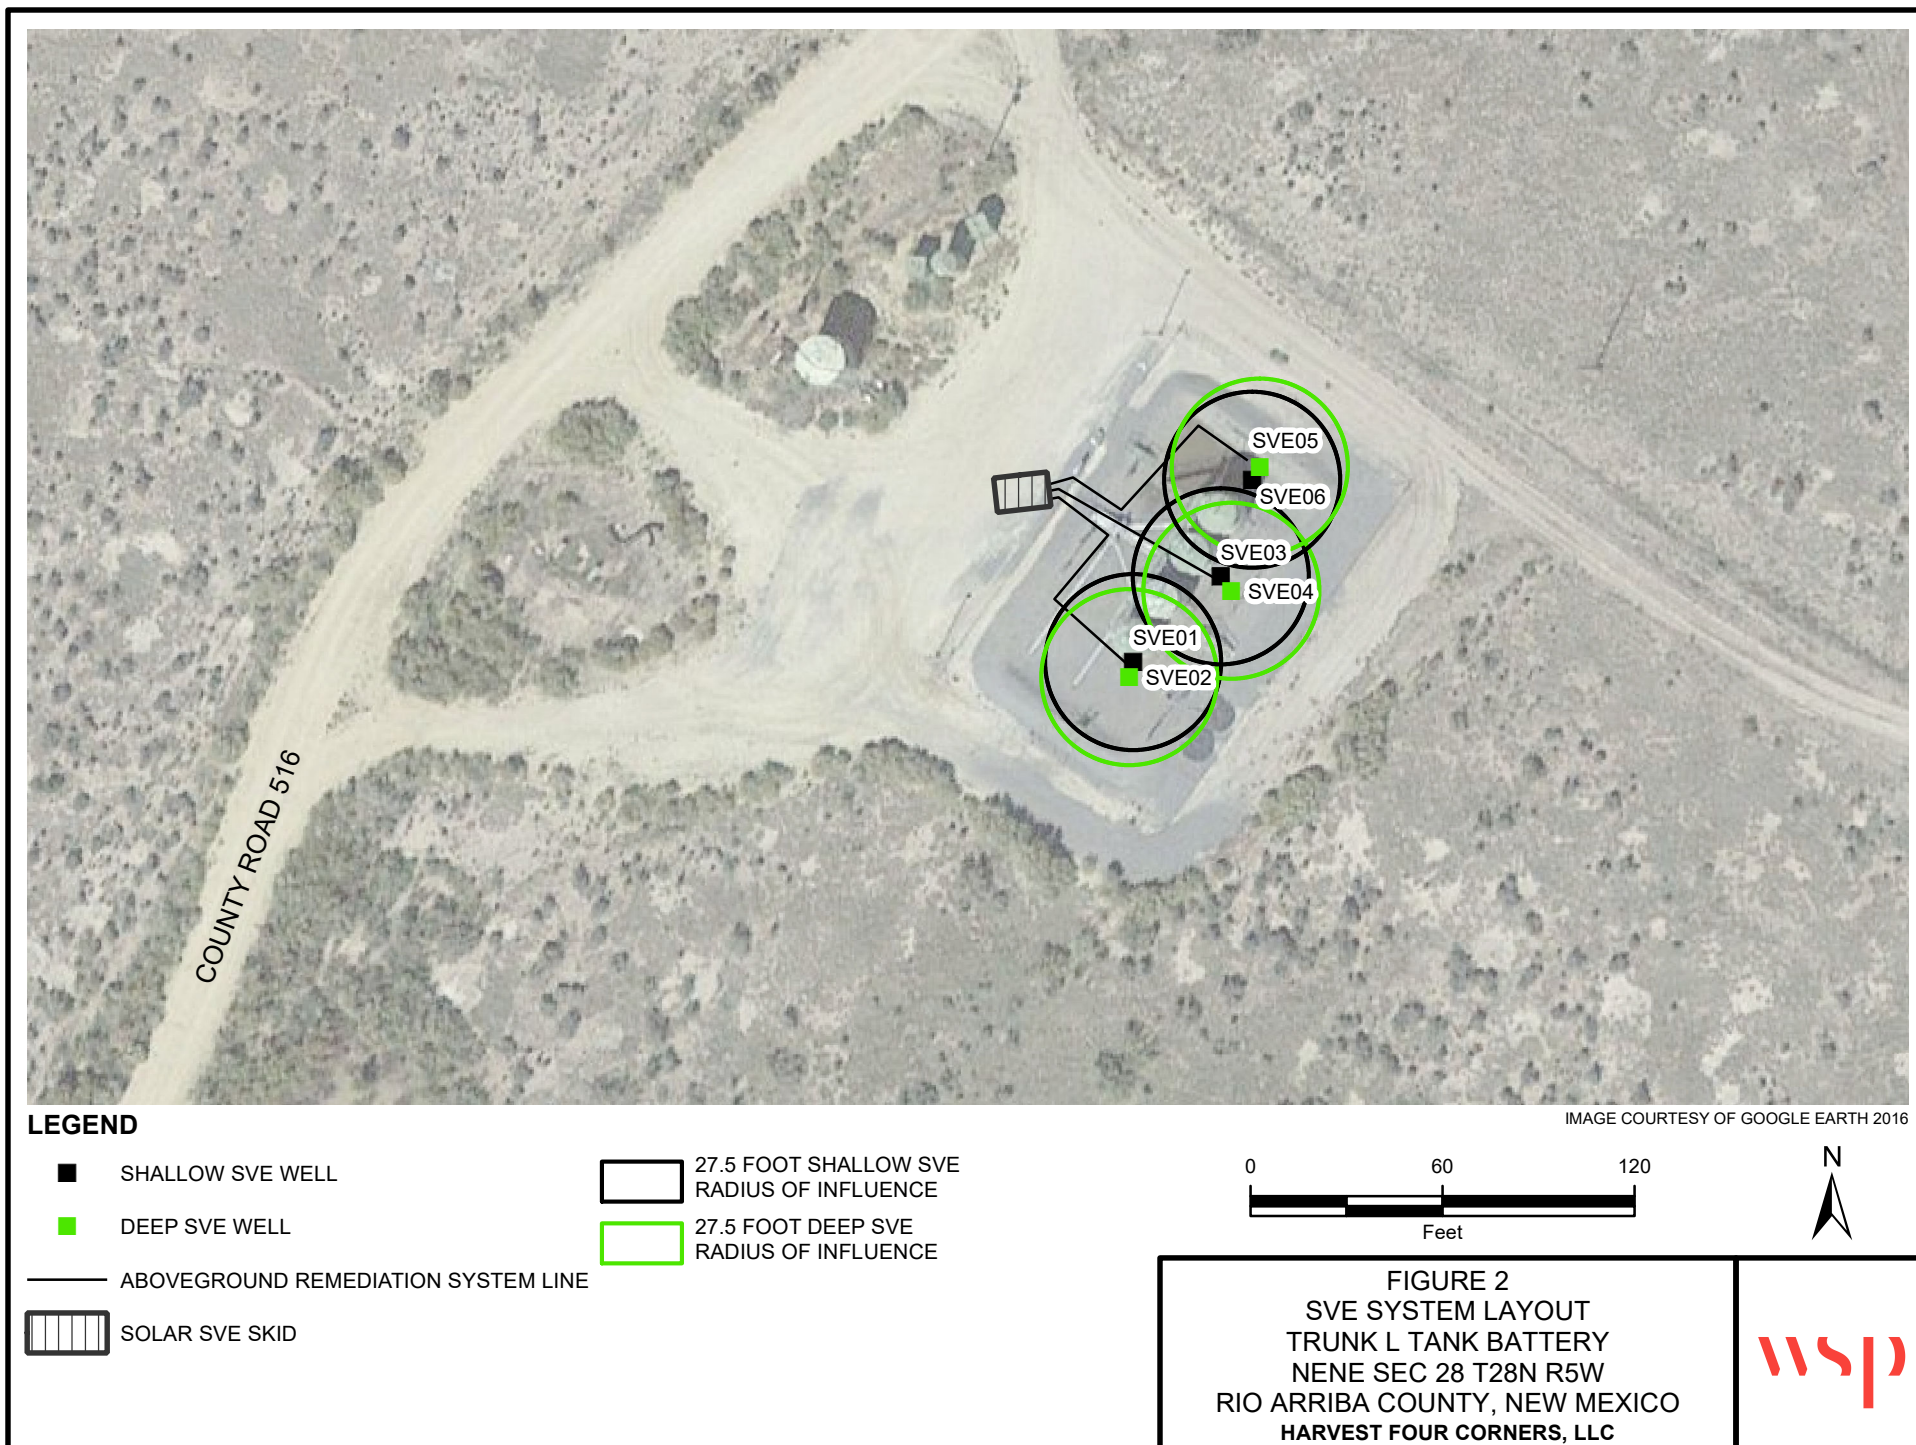 SVE05
SVE06
SVE03
SVE04
SVE01
SVE02
COUNTY ROAD 516
IMAGE COURTESY OF GOOGLE EARTH 2016
LEGEND
SHALLOW SVE WELL
DEEP SVE WELL
ABOVEGROUND REMEDIATION SYSTEM LINE
SOLAR SVE SKID
27.5 FOOT SHALLOW SVE
RADIUS OF INFLUENCE
27.5 FOOT DEEP SVE
RADIUS OF INFLUENCE
0 60 120
Feet
N
FIGURE 2
SVE SYSTEM LAYOUT
TRUNK L TANK BATTERY
NENE SEC 28 T28N R5W
RIO ARRIBA COUNTY, NEW MEXICO
HARVEST FOUR CORNERS, LLC
wsp